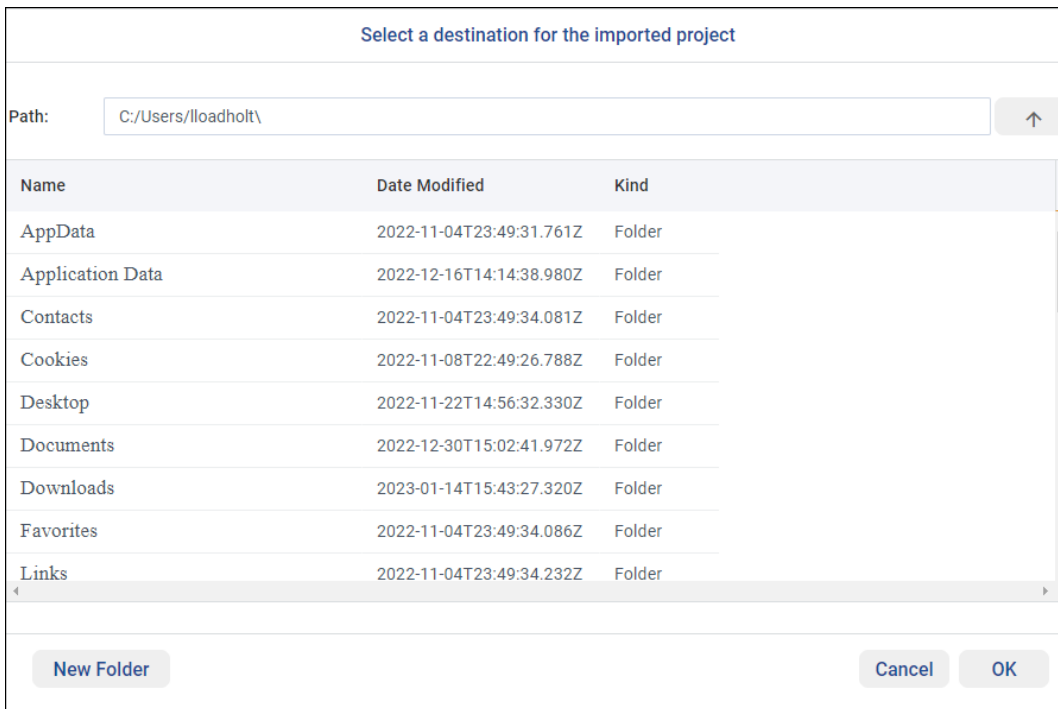 Select a destination for the imported project
Path: C:/Users/lloadholt\
Name Date Modified Kind
AppData 2022-11-04T23:49:31.761Z Folder
Application Data 2022-12-16T14:14:38.980Z Folder
Contacts 2022-11-04T23:49:34.081Z Folder
Cookies 2022-11-08T22:49:26.788Z Folder
Desktop 2022-11-22T14:56:32.330Z Folder
Documents 2022-12-30T15:02:41.972Z Folder
Downloads 2023-01-14T15:43:27.320Z Folder
Favorites 2022-11-04T23:49:34.086Z Folder
Links 2022-11-04T23:49:34.232Z Folder
New Folder Cancel OK